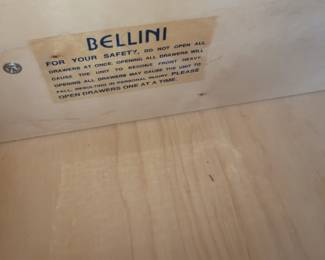 BELLINI
FOR YOUR SAFETY, DO NOT OPEN ALL
DRAWERS AT ONCE. OPENING ALL DRAWERS WILL
CAUSE THE UNIT TO BECOME FRONT HEAVY.
OPENING ALL DRAWERS MAY CAUSE THE UNIT TO
FALL, RESULTING IN PERSONAL INJURY. PLEASE
OPEN DRAWERS ONE AT A TIME.